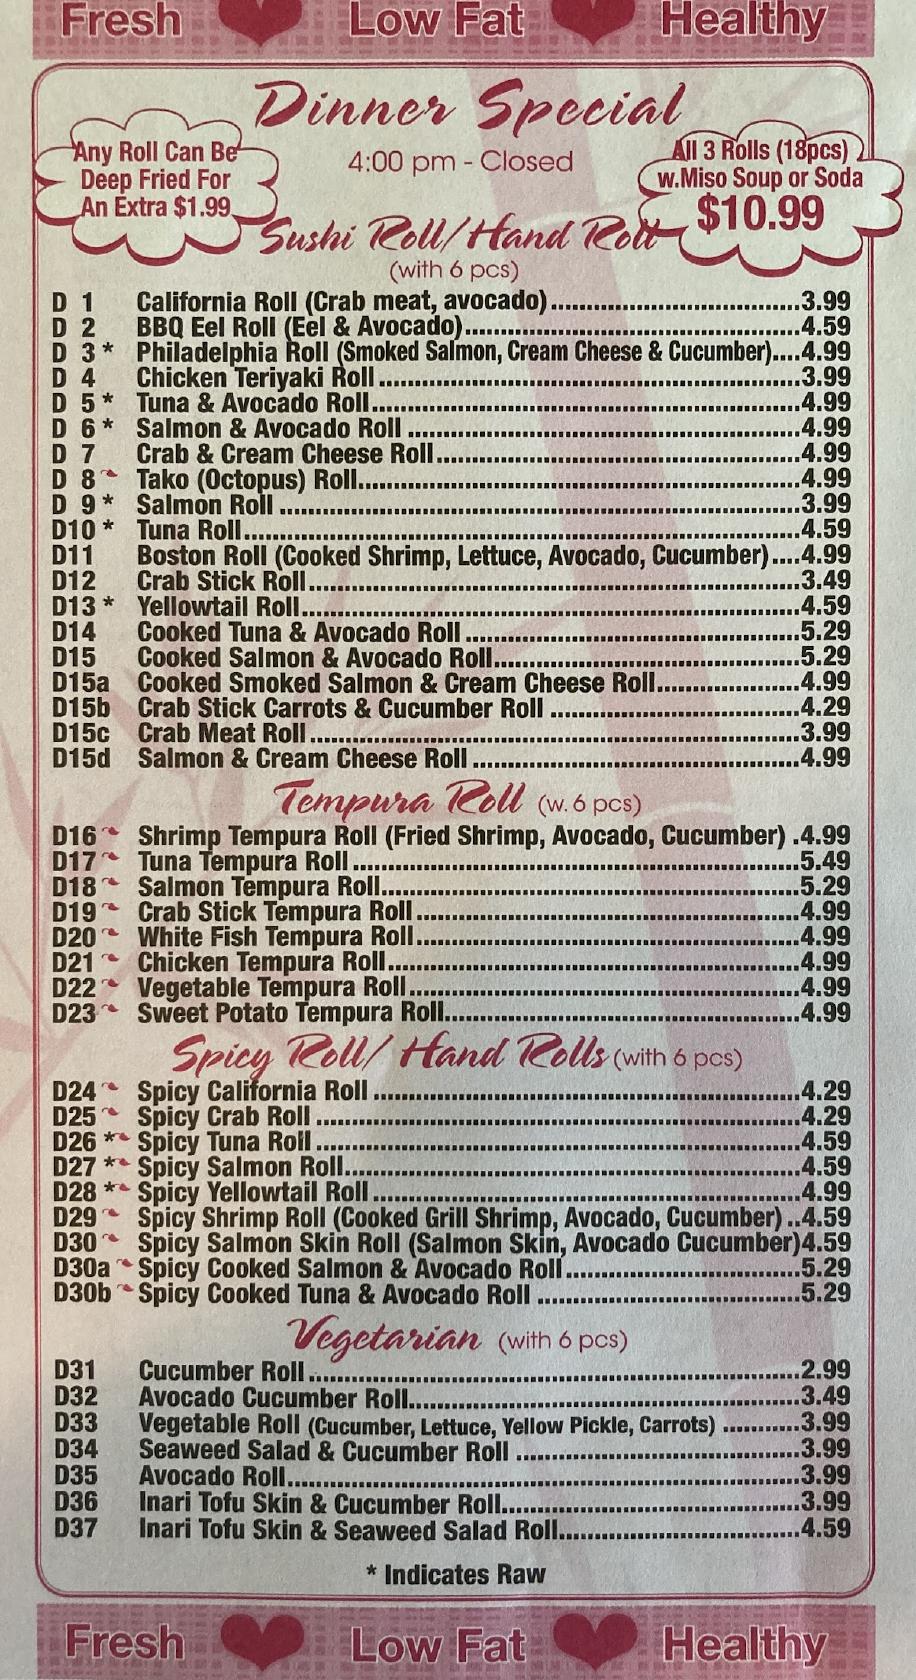 Fresh Low Fat Healthy
Dinner Special
4:00 pm - Closed
Any Roll Can Be
Deep Fried For
An Extra $1.99
All 3 Rolls (18pcs)
w.Miso Soup or Soda
$10.99
Sushi Roll/Hand Roll
(with 6 pcs)
D 1 California Roll (Crab meat, avocado) 3.99
D 2 BBQ Eel Roll (Eel & Avocado) 4.59
D 3 * Philadelphia Roll (Smoked Salmon, Cream Cheese & Cucumber) 4.99
D 4 Chicken Teriyaki Roll 3.99
D 5 * Tuna & Avocado Roll 4.99
D 6 * Salmon & Avocado Roll 4.99
D 7 Crab & Cream Cheese Roll 4.99
D 8 Tako (Octopus) Roll 4.99
D 9 * Salmon Roll 3.99
D10 * Tuna Roll 4.59
D11 Boston Roll (Cooked Shrimp, Lettuce, Avocado, Cucumber) 4.99
D12 Crab Stick Roll 3.49
D13 * Yellowtail Roll 4.59
D14 Cooked Tuna & Avocado Roll 5.29
D15 Cooked Salmon & Avocado Roll 5.29
D15a Cooked Smoked Salmon & Cream Cheese Roll 4.99
D15b Crab Stick Carrots & Cucumber Roll 4.29
D15c Crab Meat Roll 3.99
D15d Salmon & Cream Cheese Roll 4.99
Tempura Roll (w. 6 pcs)
D16 Shrimp Tempura Roll (Fried Shrimp, Avocado, Cucumber) 4.99
D17 Tuna Tempura Roll 5.49
D18 Salmon Tempura Roll 5.29
D19 Crab Stick Tempura Roll 4.99
D20 White Fish Tempura Roll 4.99
D21 Chicken Tempura Roll 4.99
D22 Vegetable Tempura Roll 4.99
D23 Sweet Potato Tempura Roll 4.99
Spicy Roll/ Hand Rolls (with 6 pcs)
D24 Spicy California Roll 4.29
D25 Spicy Crab Roll 4.29
D26 * Spicy Tuna Roll 4.59
D27 * Spicy Salmon Roll 4.59
D28 * Spicy Yellowtail Roll 4.99
D29 Spicy Shrimp Roll (Cooked Grill Shrimp, Avocado, Cucumber) 4.59
D30 Spicy Salmon Skin Roll (Salmon Skin, Avocado Cucumber) 4.59
D30a Spicy Cooked Salmon & Avocado Roll 5.29
D30b Spicy Cooked Tuna & Avocado Roll 5.29
Vegetarian (with 6 pcs)
D31 Cucumber Roll 2.99
D32 Avocado Cucumber Roll 3.49
D33 Vegetable Roll (Cucumber, Lettuce, Yellow Pickle, Carrots) 3.99
D34 Seaweed Salad & Cucumber Roll 3.99
D35 Avocado Roll 3.99
D36 Inari Tofu Skin & Cucumber Roll 3.99
D37 Inari Tofu Skin & Seaweed Salad Roll 4.59
* Indicates Raw
Fresh Low Fat Healthy